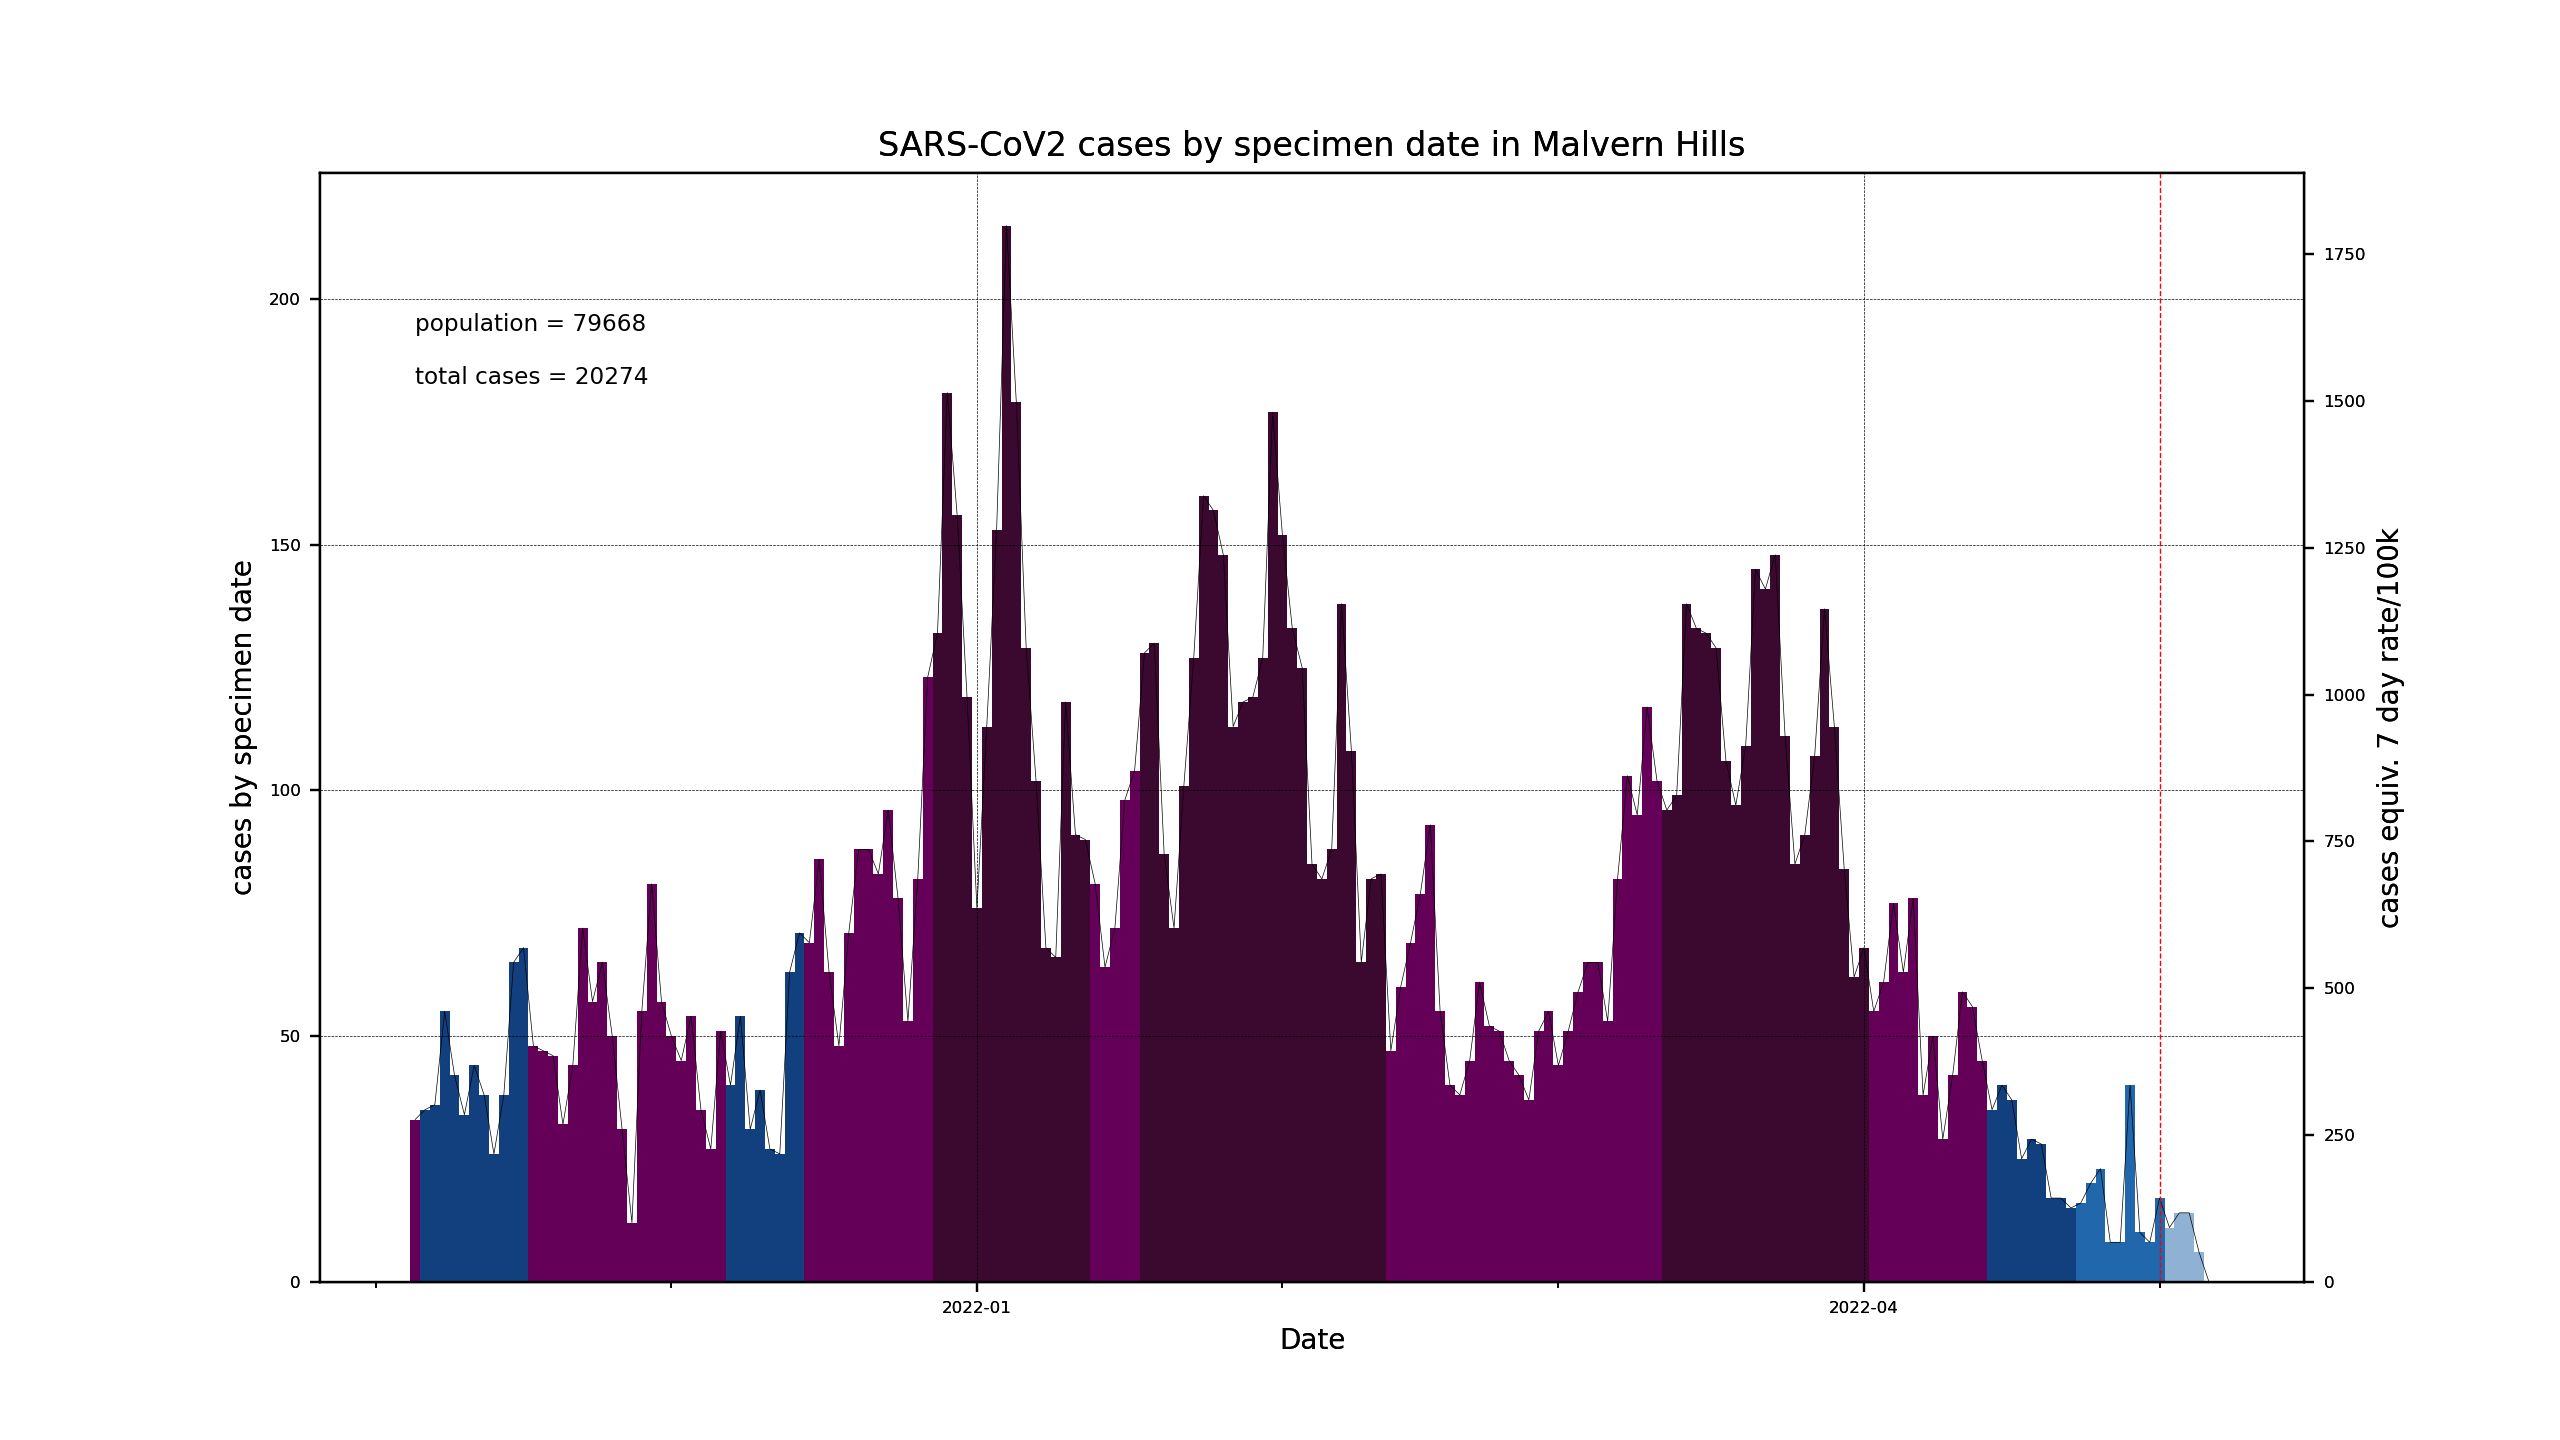 SARS-CoV2 cases by specimen date in Malvern Hills
population = 79668
total cases = 20274
cases by specimen date
200
150
100
50
0
1750
1500
1250
1000
750
500
250
0
cases equiv. 7 day rate/100k
2022-01
2022-04
Date